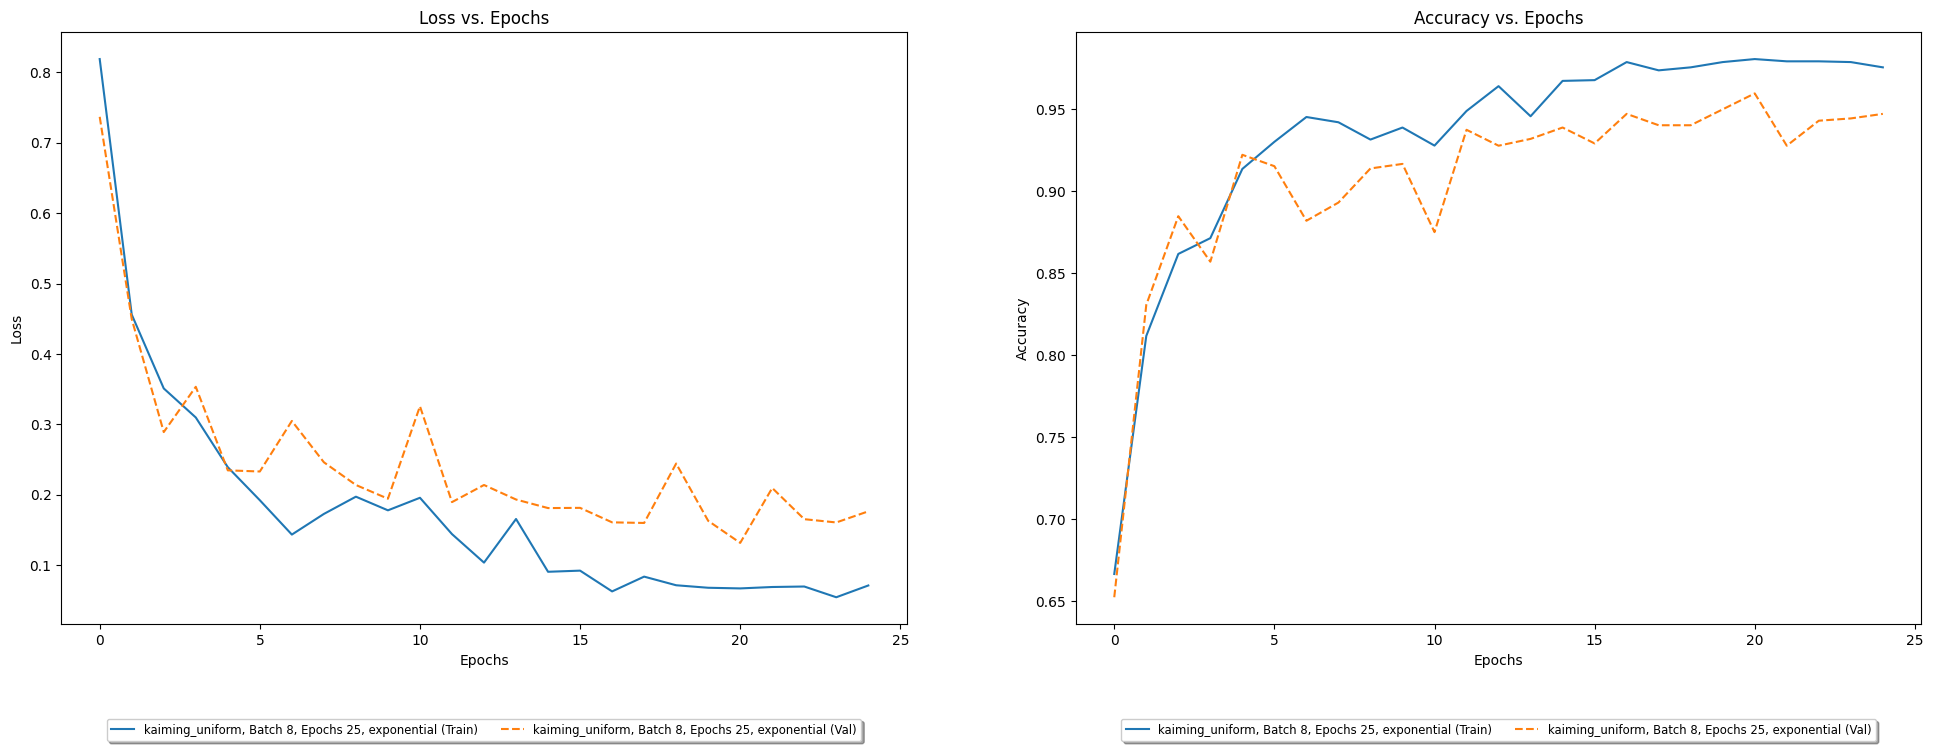 Loss vs. Epochs
0.8
0.7
0.6
0.5
0.4
0.3
0.2
0.1
Loss
0 5 10 15 20 25
Epochs
kaiming_uniform, Batch 8, Epochs 25, exponential (Train) kaiming_uniform, Batch 8, Epochs 25, exponential (Val)
Accuracy vs. Epochs
0.95
0.90
0.85
0.80
0.75
0.70
0.65
Accuracy
0 5 10 15 20 25
Epochs
kaiming_uniform, Batch 8, Epochs 25, exponential (Train) kaiming_uniform, Batch 8, Epochs 25, exponential (Val)